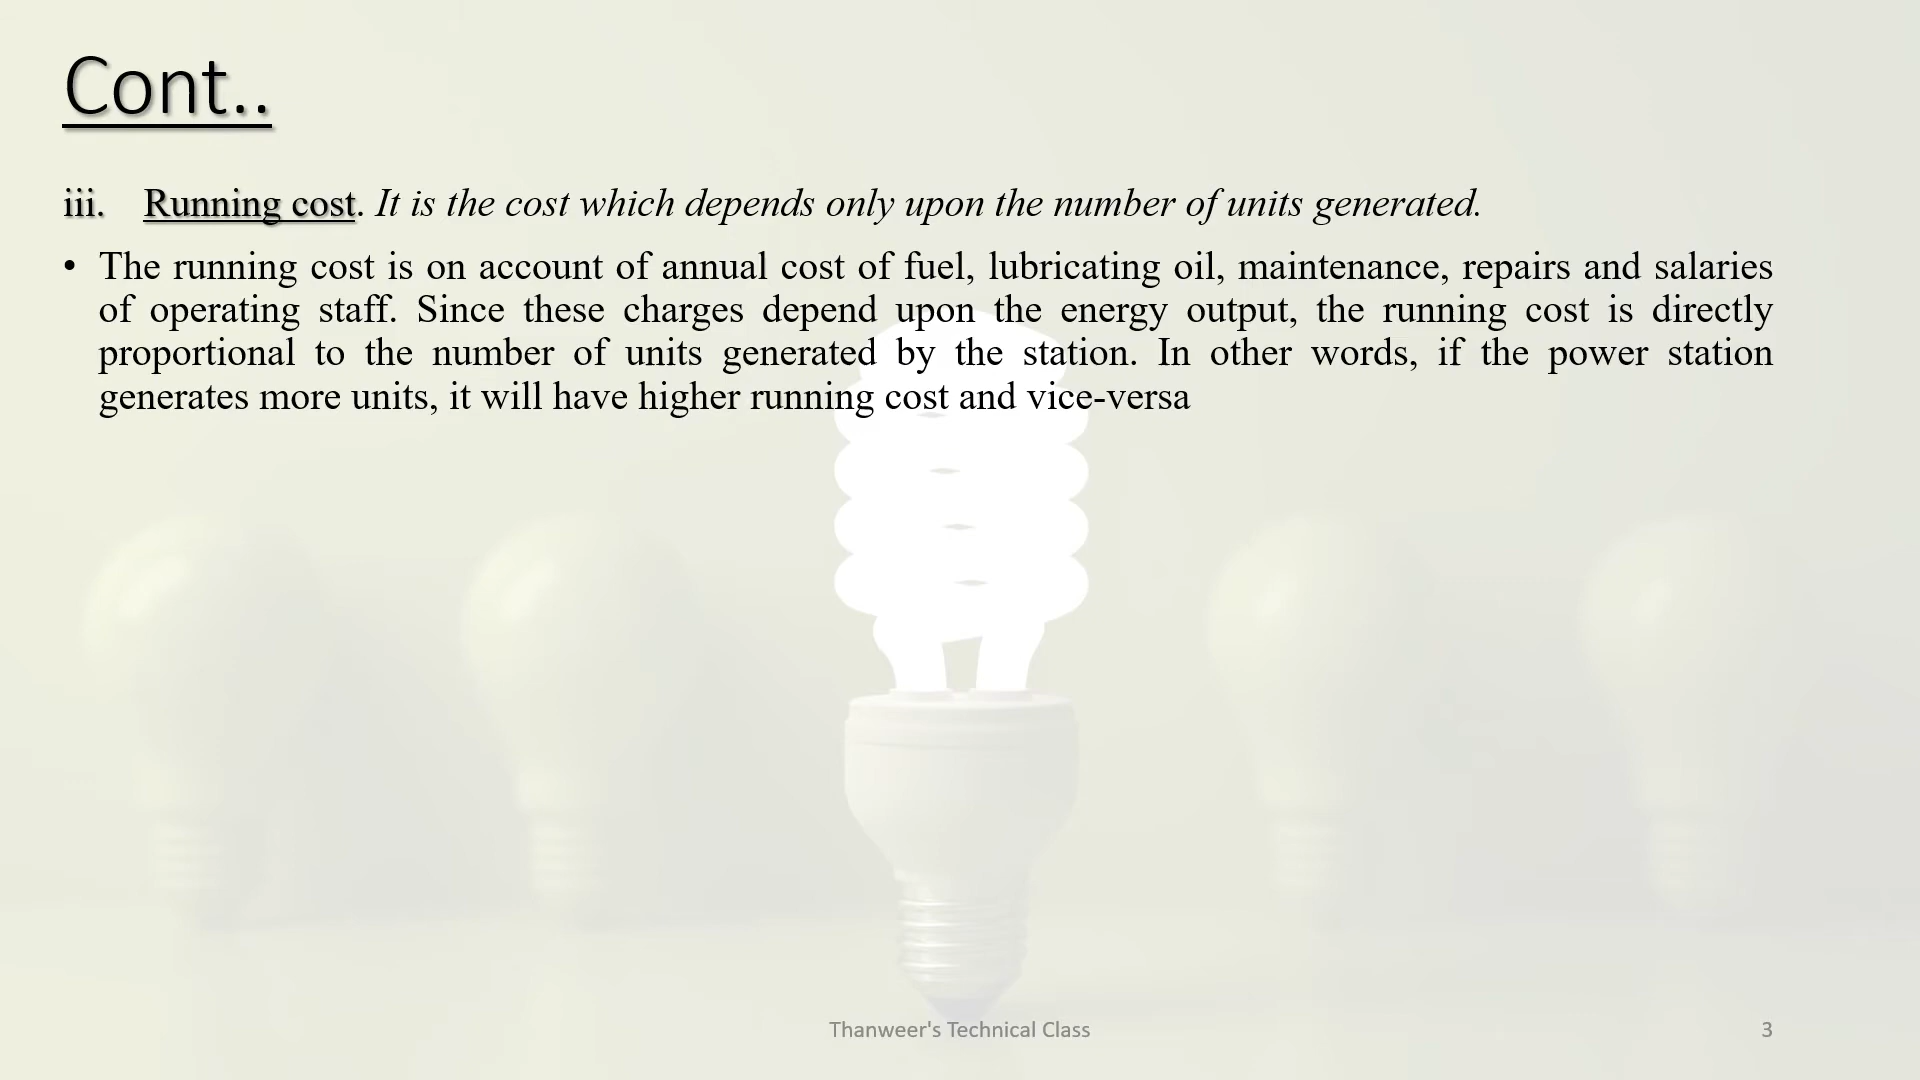 Cont..
iii. Running cost. It is the cost which depends only upon the number of units generated.
• The running cost is on account of annual cost of fuel, lubricating oil, maintenance, repairs and salaries
of operating staff. Since these charges depend upon the energy output, the running cost is directly
proportional to the number of units generated by the station. In other words, if the power station
generates more units, it will have higher running cost and vice-versa
Thanweer's Technical Class
3